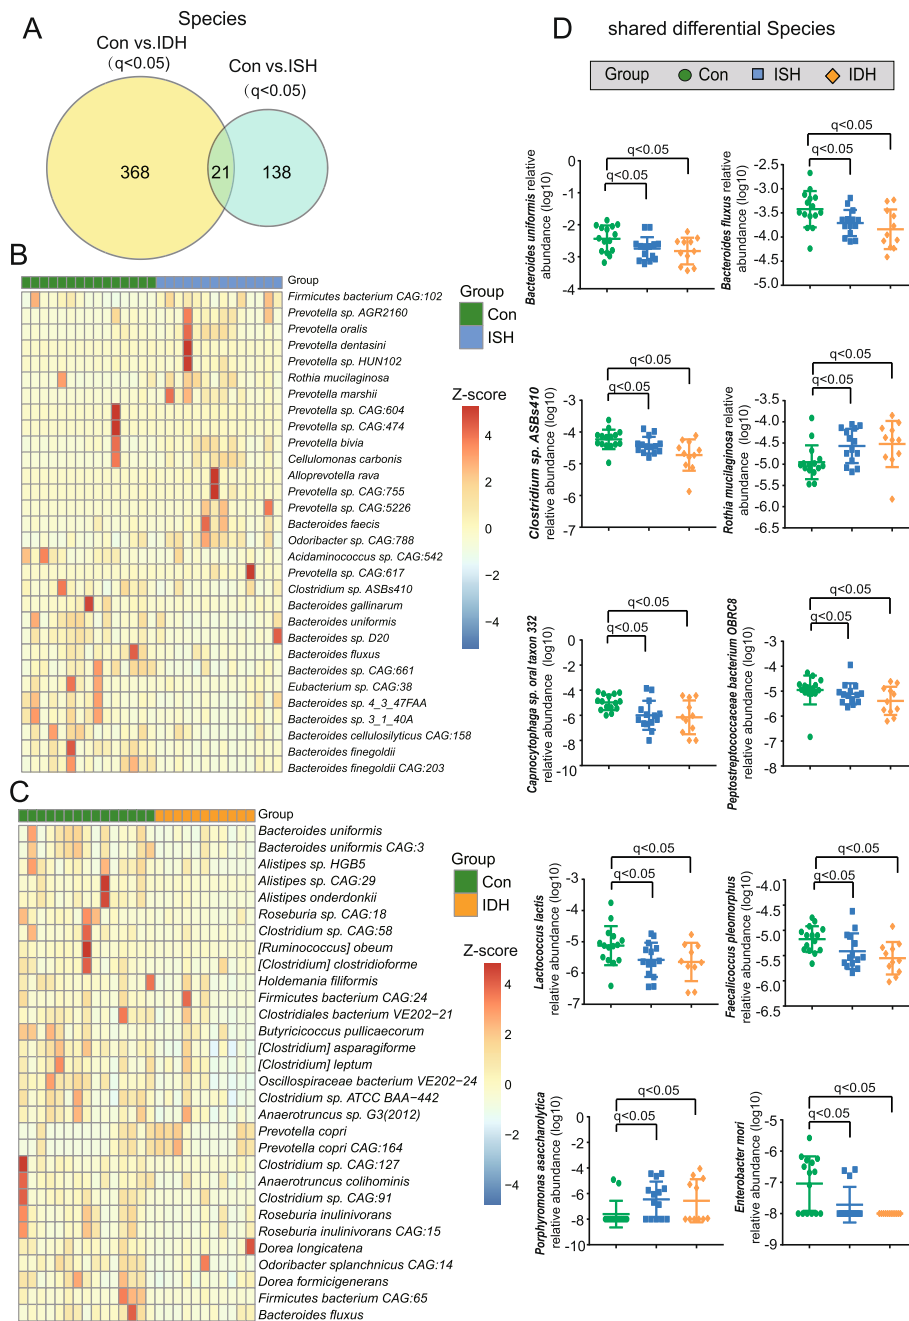 A
Species
Con vs.IDH
（q<0.05）
Con vs.ISH
（q<0.05）
368
21
138
B
Group
Firmicutes bacterium CAG:102
Prevotella sp. AGR2160
Prevotella oralis
Prevotella dentasini
Prevotella sp. HUN102
Rothia mucilaginosa
Prevotella marshii
Prevotella sp. CAG:604
Prevotella sp. CAG:474
Prevotella bivia
Cellulomonas carbonis
Alloprevotella rava
Prevotella sp. CAG:755
Prevotella sp. CAG:5226
Bacteroides faecis
Odoribacter sp. CAG:788
Acidaminococcus sp. CAG:542
Prevotella sp. CAG:617
Clostridium sp. ASBs410
Bacteroides gallinarum
Bacteroides uniformis
Bacteroides sp. D20
Bacteroides fluxus
Bacteroides sp. CAG:661
Eubacterium sp. CAG:38
Bacteroides sp. 4_3_47FAA
Bacteroides sp. 3_1_40A
Bacteroides cellulosilyticus CAG:158
Bacteroides finegoldii
Bacteroides finegoldii CAG:203
Group
Con
ISH
Z-score
4
2
0
−2
−4
C
Group
Bacteroides uniformis
Bacteroides uniformis CAG:3
Alistipes sp. HGB5
Alistipes sp. CAG:29
Alistipes onderdonkii
Roseburia sp. CAG:18
Clostridium sp. CAG:58
[Ruminococcus] obeum
[Clostridium] clostridioforme
Holdemania filiformis
Firmicutes bacterium CAG:24
Clostridiales bacterium VE202−21
Butyricicoccus pullicaecorum
[Clostridium] asparagiforme
[Clostridium] leptum
Oscillospiraceae bacterium VE202−24
Clostridium sp. ATCC BAA−442
Anaerotruncus sp. G3(2012)
Prevotella copri
Prevotella copri CAG:164
Clostridium sp. CAG:127
Anaerotruncus colihominis
Clostridium sp. CAG:91
Roseburia inulinivorans
Roseburia inulinivorans CAG:15
Dorea longicatena
Odoribacter splanchnicus CAG:14
Dorea formicigenerans
Firmicutes bacterium CAG:65
Bacteroides fluxus
Group
Con
IDH
Z-score
4
2
0
−2
−4
D
shared differential Species
Group
Con
ISH
IDH
Bacteroides uniformis relative
abundance (log10)
0
-1
-2
-3
-4
q<0.05
q<0.05
Bacteroides fluxus relative
abundance (log10)
-2.5
-3.0
-3.5
-4.0
-4.5
-5.0
q<0.05
q<0.05
Clostridium sp. ASBs410
relative abundance (log10)
-3
-4
-5
-6
-7
q<0.05
q<0.05
Rothia mucilaginosa relative
abundance (log10)
-3.5
-4.0
-4.5
-5.0
-5.5
-6.0
-6.5
q<0.05
q<0.05
Capnocytophaga sp. oral taxon 332
relative abundance (log10)
0
-2
-4
-6
-8
-10
q<0.05
q<0.05
Peptostreptococcaceae bacterium OBRC8
relative abundance (log10)
-3
-4
-5
-6
-7
-8
q<0.05
q<0.05
Lactococcus lactis
relative abundance (log10)
-3
-4
-5
-6
-7
q<0.05
q<0.05
Faecalicoccus pleomorphus
relative abundance (log10)
-4.0
-4.5
-5.0
-5.5
-6.0
-6.5
q<0.05
q<0.05
Porphyromonas asaccharolytica
relative abundance (log10)
0
-2
-4
-6
-8
-10
q<0.05
q<0.05
Enterobacter mori
relative abundance (log10)
-5
-6
-7
-8
-9
q<0.05
q<0.05